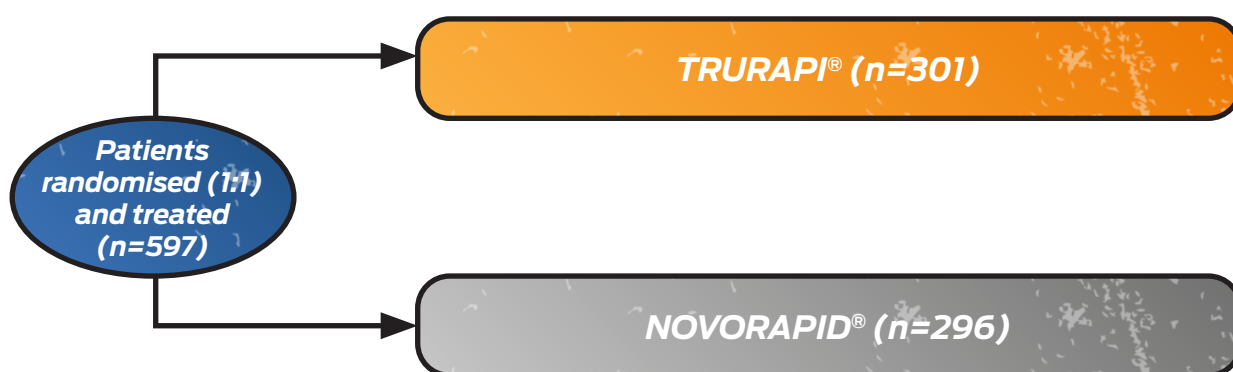 TRURAPI® (n=301)
Patients
randomised (1:1)
and treated
(n=597)
NOVORAPID® (n=296)